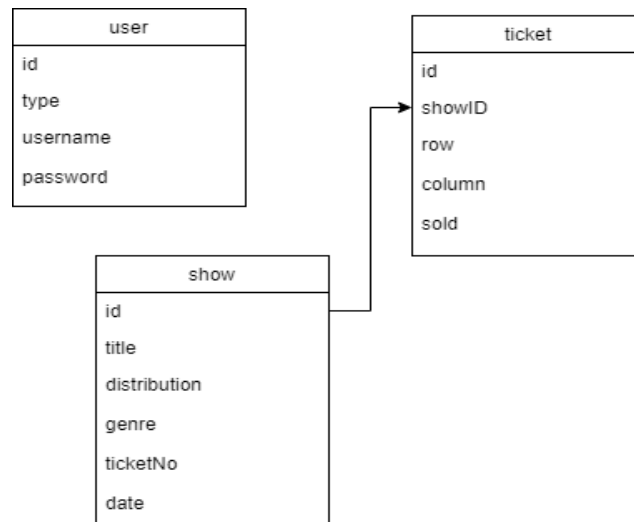 user
id
type
username
password
ticket
id
showID
row
column
sold
show
id
title
distribution
genre
ticketNo
date